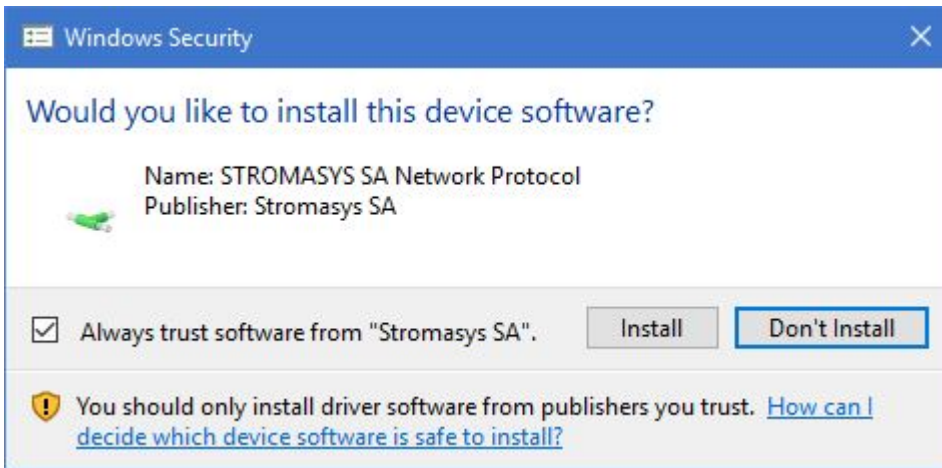 Windows Security
Would you like to install this device software?
Name: STROMASYS SA Network Protocol
Publisher: Stromasys SA
Always trust software from "Stromasys SA".
Install
Don't Install
You should only install driver software from publishers you trust. How can I
decide which device software is safe to install?